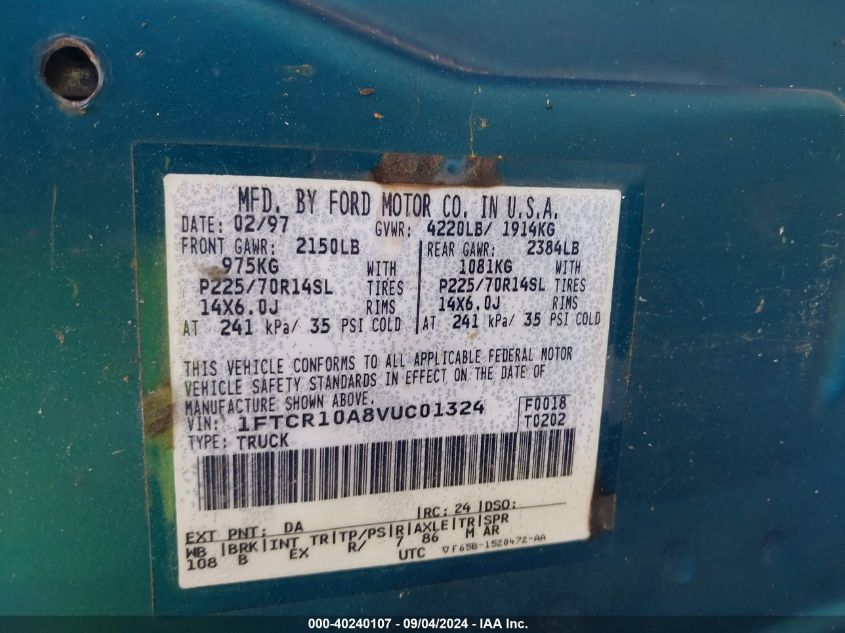 MFD. BY FORD MOTOR CO. IN U.S.A.
DATE: 02/97 GVWR: 4220LB/ 1914KG
FRONT GAWR: 2150LB REAR GAWR: 2384LB
975KG WITH 1081KG WITH
P225/70R14SL TIRES P225/70R14SL TIRES
14X6.0J RIMS 14X6.0J RIMS
AT 241 kPa/ 35 PSI COLD AT 241 kPa/ 35 PSI COLD
THIS VEHICLE CONFORMS TO ALL APPLICABLE FEDERAL MOTOR
VEHICLE SAFETY STANDARDS IN EFFECT ON THE DATE OF
MANUFACTURE SHOWN ABOVE.
VIN: 1FTCR10A8VUC01324 F0018
TYPE: TRUCK T0202
EXT PNT: DA RC: 24 DSO:
WB BRK INT TR TP/PS R AXLE TR SPR
108 B EX R/ 7 86 M AR
UTC ▽F65B-1520472-AA
000-40240107 - 09/04/2024 - IAA Inc.